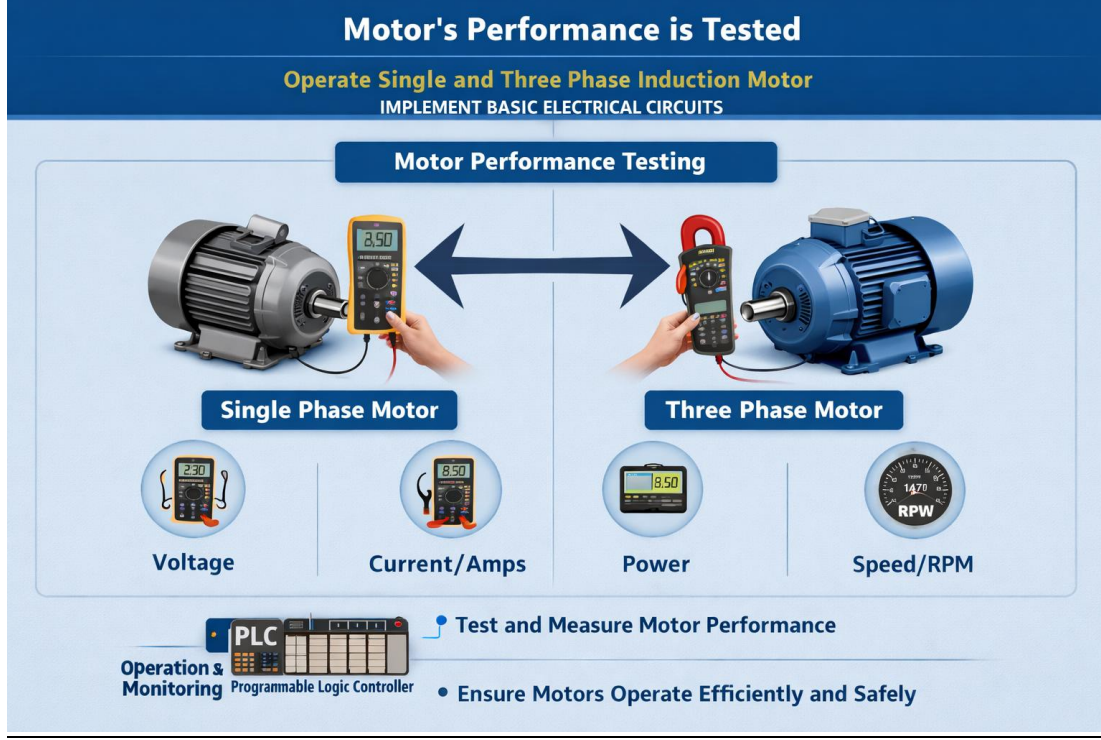 Motor's Performance is Tested
Operate Single and Three Phase Induction Motor
IMPLEMENT BASIC ELECTRICAL CIRCUITS
Motor Performance Testing
3.50
Single Phase Motor
Three Phase Motor
2.30
8.50
8.50
1470
RPW
Voltage
Current/Amps
Power
Speed/RPM
PLC
Operation &
Monitoring
Programmable Logic Controller
Test and Measure Motor Performance
• Ensure Motors Operate Efficiently and Safely